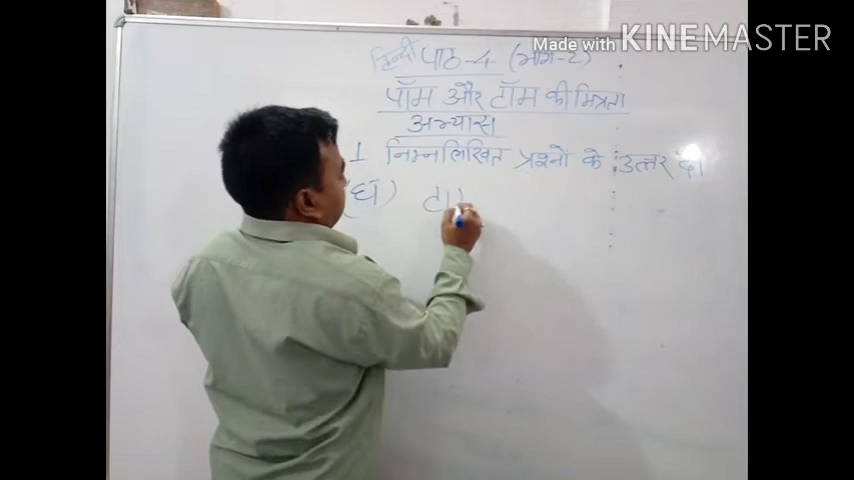 Made with KINEMASTER
हिन्दी पाठ-4 (भाग-2)
पॉम और टॉम की मित्रता
अभ्यास
1 निम्नलिखित प्रश्नो के उत्तर दो
(घ) टा